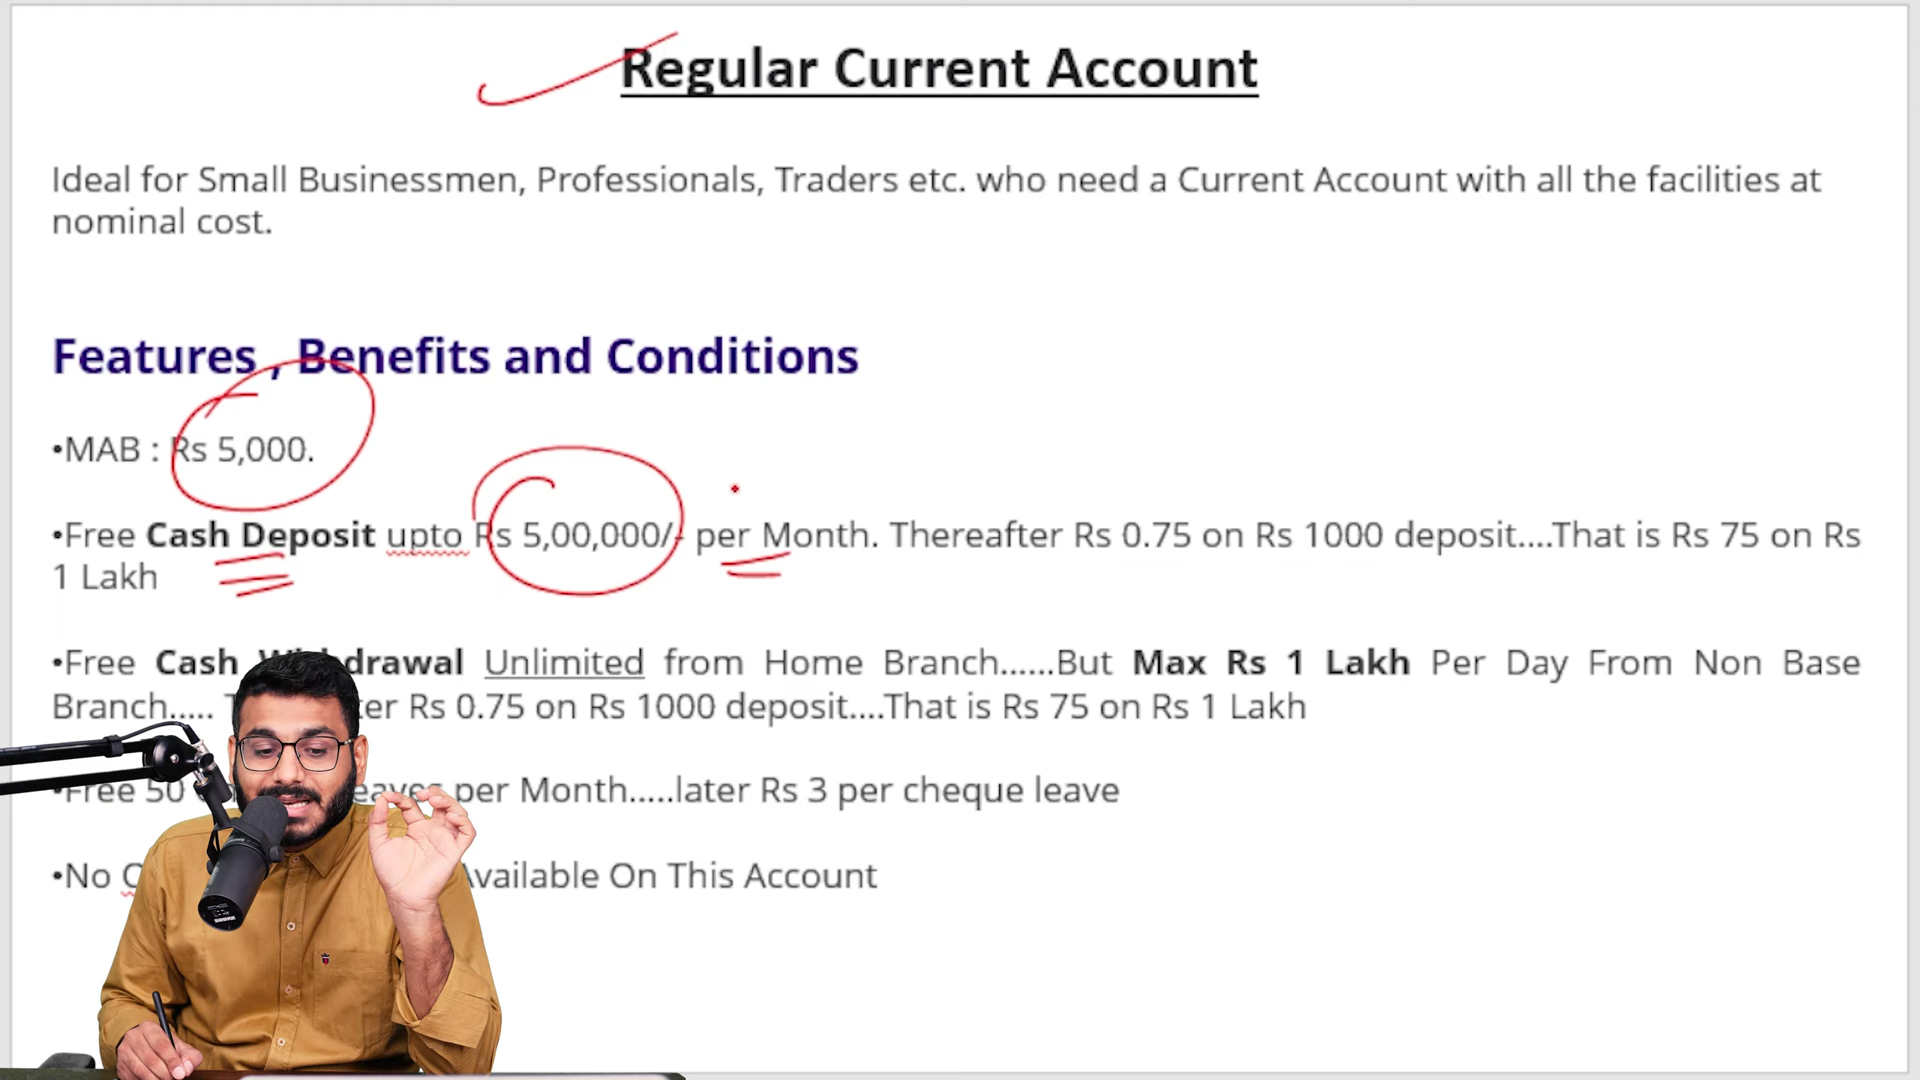 Regular Current Account
Ideal for Small Businessmen, Professionals, Traders etc. who need a Current Account with all the facilities at
nominal cost.
Features , Benefits and Conditions
•MAB : Rs 5,000.
•Free Cash Deposit upto Rs 5,00,000/- per Month. Thereafter Rs 0.75 on Rs 1000 deposit....That is Rs 75 on Rs
1 Lakh
•Free Cash Withdrawal Unlimited from Home Branch......But Max Rs 1 Lakh Per Day From Non Base
Branch..... Rs 0.75 on Rs 1000 deposit....That is Rs 75 on Rs 1 Lakh
•Free 50 per Month.....later Rs 3 per cheque leave
•No Available On This Account